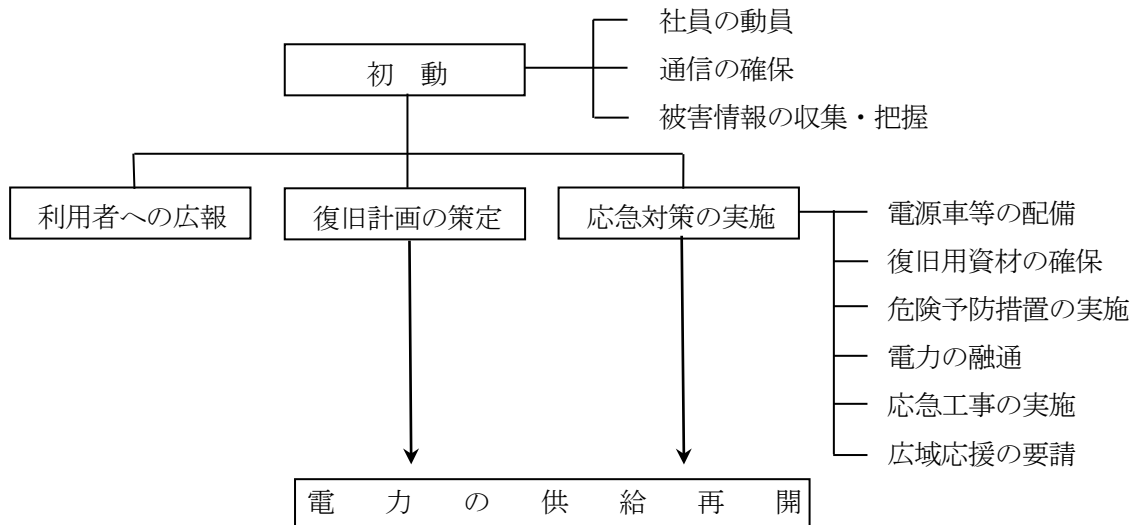 社員の動員
初　動
通信の確保
被害情報の収集・把握
利用者への広報
復旧計画の策定
応急対策の実施
電源車等の配備
復旧用資材の確保
危険予防措置の実施
電力の融通
応急工事の実施
広域応援の要請
電　力　の　供　給　再　開